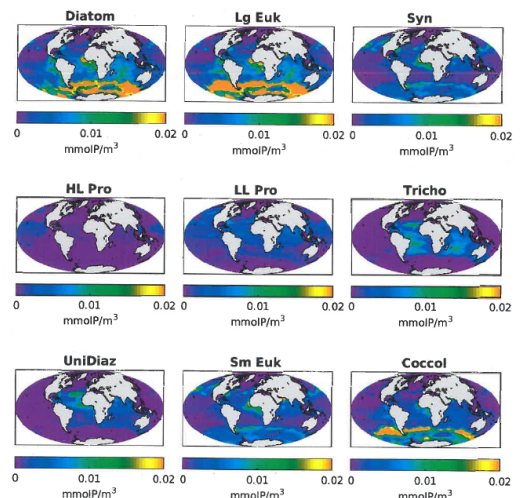 Diatom Lg Euk Syn
0 0.01 0.02 0 0.01 0.02 0 0.01 0.02
mmolP/m³ mmolP/m³ mmolP/m³
HL Pro LL Pro Tricho
0 0.01 0.02 0 0.01 0.02 0 0.01 0.02
mmolP/m³ mmolP/m³ mmolP/m³
UniDiaz Sm Euk Coccol
0 0.01 0.02 0 0.01 0.02 0 0.01 0.02
mmolP/m³ mmolP/m³ mmolP/m³